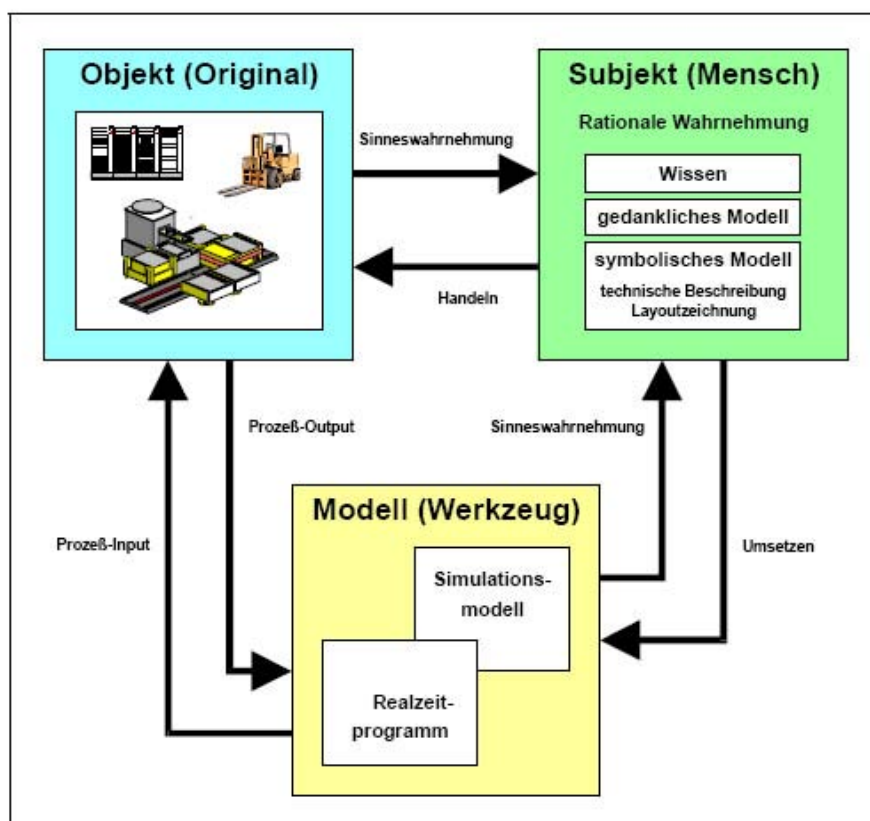 Objekt (Original)
Sinneswahrnehmung
Handeln
Subjekt (Mensch)
Rationale Wahrnehmung
Wissen
gedankliches Modell
symbolisches Modell
technische Beschreibung
Layoutzeichnung
Prozeß-Output
Prozeß-Input
Sinneswahrnehmung
Umsetzen
Modell (Werkzeug)
Simulations-
modell
Realzeit-
programm